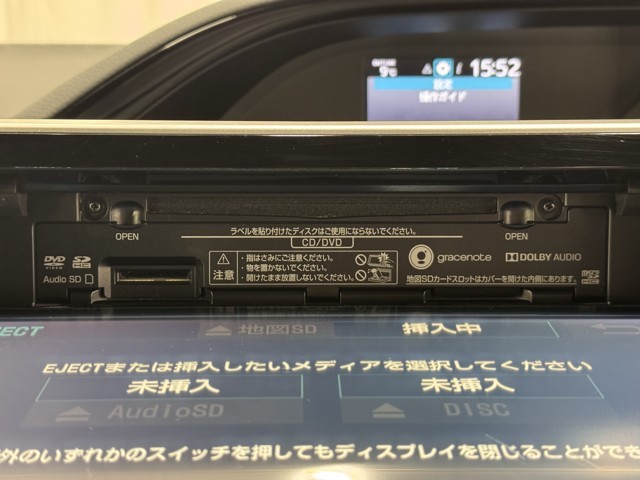 9℃
15:52
設定
操作ガイド
ラベルを貼り付けたディスクはご使用にならないでください。
OPEN
CD/DVD
OPEN
DVD VIDEO
SD HC
Audio SD
注意
・指はさみにご注意ください。
・物を置かないでください。
・開けたまま放置しないでください。
gracenote
DOLBY AUDIO
地図SDカードスロットはカバーを開けた内側にあります。
EJECT
地図SD
挿入中
EJECTまたは挿入したいメディアを選択してください
未挿入
未挿入
AudioSD
DISC
外のいずれかのスイッチを押してもディスプレイを閉じることができ